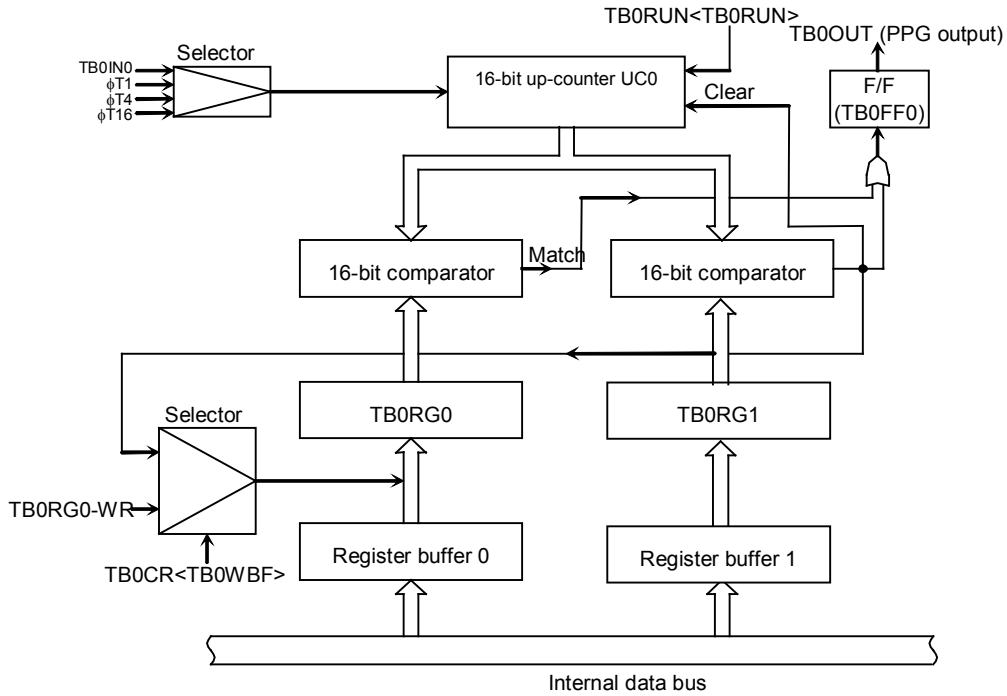 TB0RUN<TB0RUN>
TB0OUT (PPG output)
Selector
TB0IN0
ϕT1
ϕT4
ϕT16
16-bit up-counter UC0
Clear
F/F
(TB0FF0)
16-bit comparator
Match
16-bit comparator
TB0RG0
TB0RG1
Selector
TB0RG0-WR
TB0CR<TB0WBF>
Register buffer 0
Register buffer 1
Internal data bus